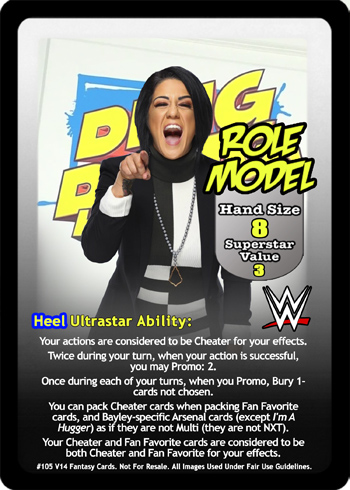 DING
ROLE
MODEL
Hand Size
8
Superstar
Value
3
W
Heel Ultrastar Ability:
Your actions are considered to be Cheater for your effects.
Twice during your turn, when your action is successful,
you may Promo: 2.
Once during each of your turns, when you Promo, Bury 1-
cards not chosen.
You can pack Cheater cards when packing Fan Favorite
cards, and Bayley-specific Arsenal cards (except I'm A
Hugger) as if they are not Multi (they are not NXT).
Your Cheater and Fan Favorite cards are considered to be
both Cheater and Fan Favorite for your effects.
#105 V14 Fantasy Cards. Not For Resale. All Images Used Under Fair Use Guidelines.